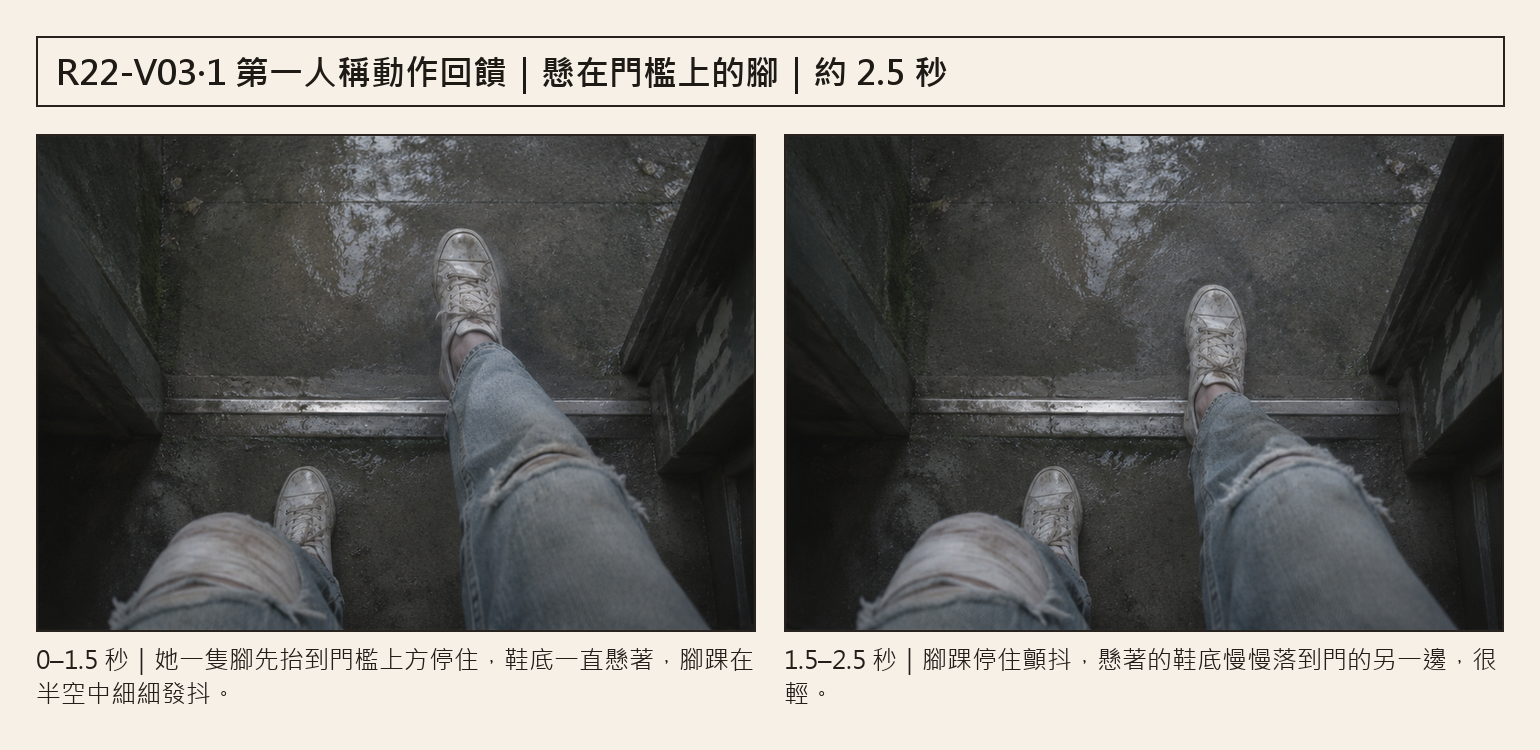 R22-V03·1 第一人稱動作回饋｜懸在門檻上的腳｜約 2.5 秒
0–1.5 秒｜她一隻腳先抬到門檻上方停住，鞋底一直懸著，腳踝在
半空中細細發抖。
1.5–2.5 秒｜腳踝停住顫抖，懸著的鞋底慢慢落到門的另一邊，很
輕。